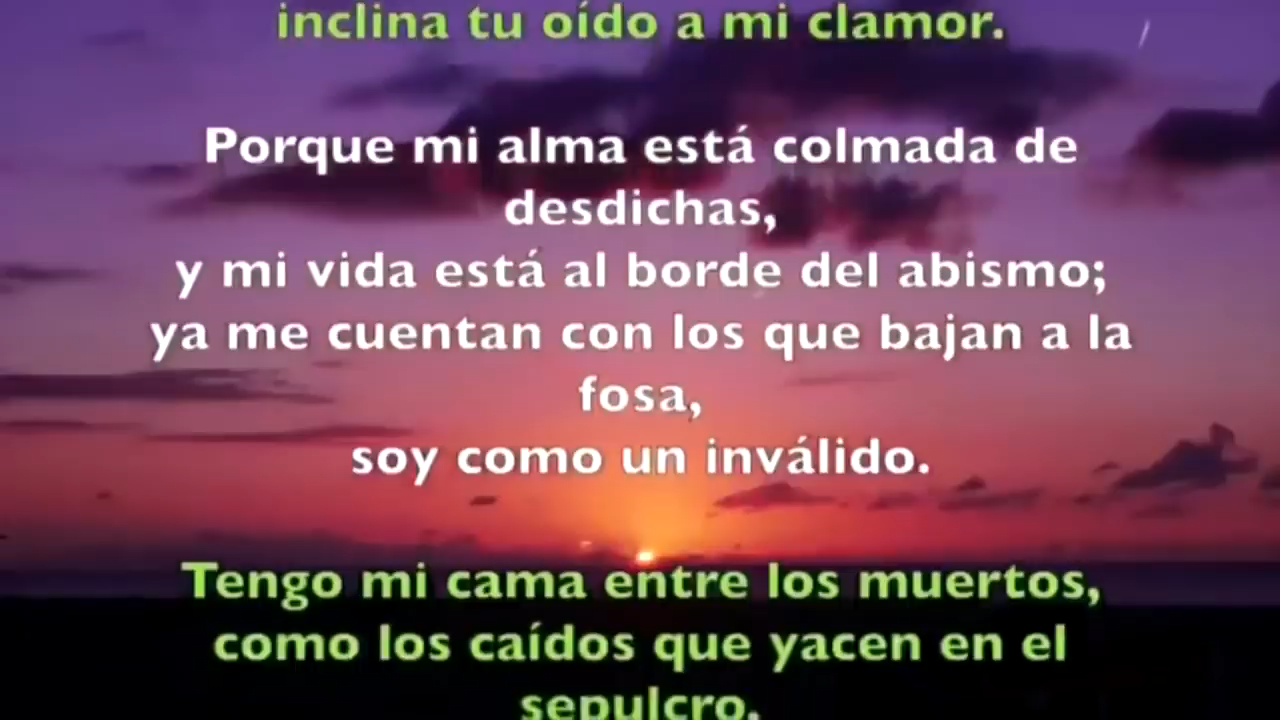 inclina tu oído a mi clamor.
Porque mi alma está colmada de
desdichas,
y mi vida está al borde del abismo;
ya me cuentan con los que bajan a la
fosa,
soy como un inválido.
Tengo mi cama entre los muertos,
como los caídos que yacen en el
sepulcro.